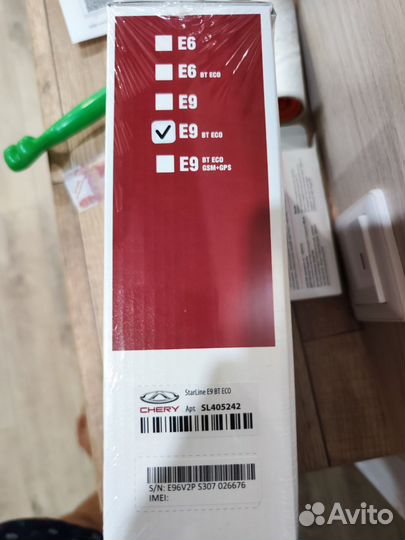 E6
E6 BT ECO
E9
E9 BT ECO
E9 BT ECO GSM+GPS
StarLine E9 BT ECO
CHERY Арт. SL405242
S/N: E96V2P S307 026676
IMEI:
Avito